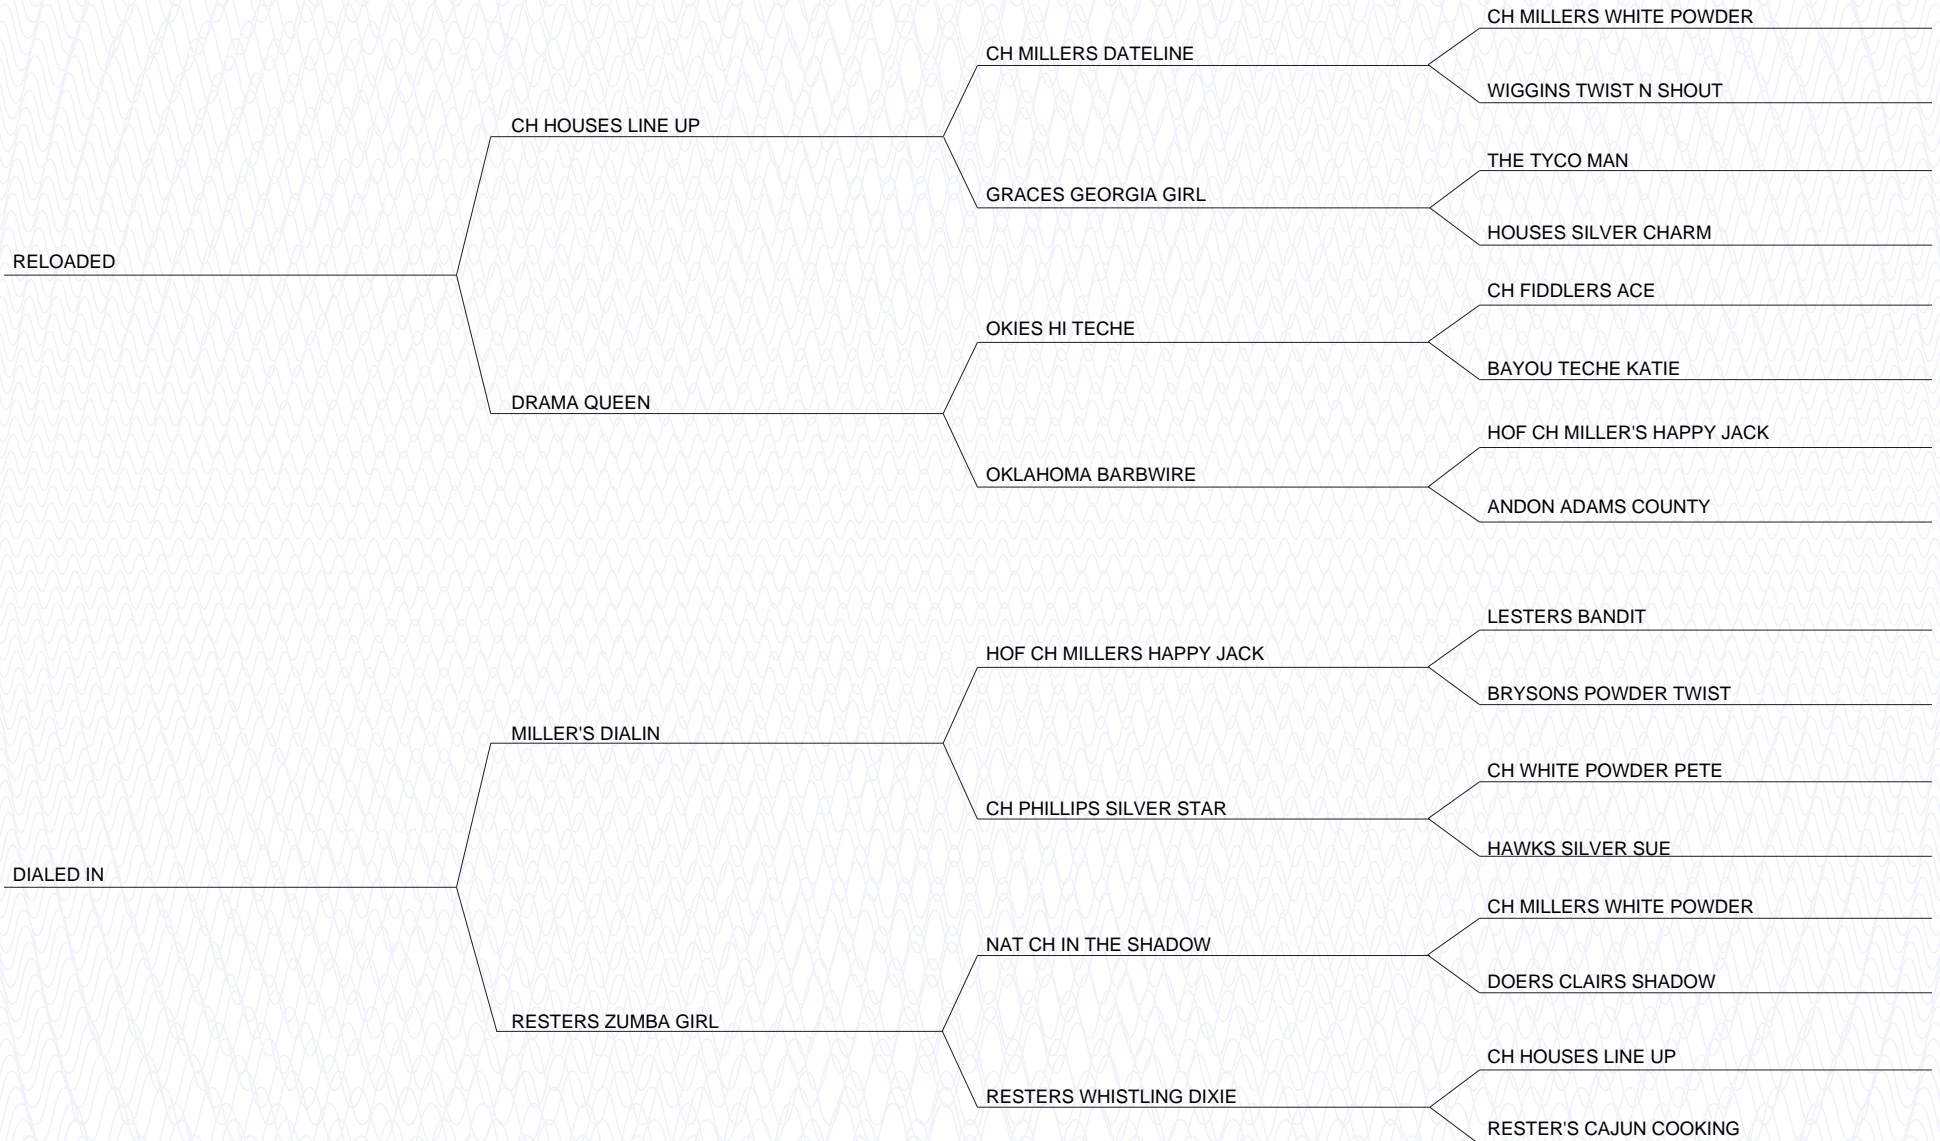 CH MILLERS WHITE POWDER
CH MILLERS DATELINE
WIGGINS TWIST N SHOUT
CH HOUSES LINE UP
THE TYCO MAN
GRACES GEORGIA GIRL
HOUSES SILVER CHARM
RELOADED
CH FIDDLERS ACE
OKIES HI TECHE
BAYOU TECHE KATIE
DRAMA QUEEN
HOF CH MILLER'S HAPPY JACK
OKLAHOMA BARBWIRE
ANDON ADAMS COUNTY
LESTERS BANDIT
HOF CH MILLERS HAPPY JACK
BRYSONS POWDER TWIST
MILLER'S DIALIN
CH WHITE POWDER PETE
CH PHILLIPS SILVER STAR
HAWKS SILVER SUE
DIALED IN
CH MILLERS WHITE POWDER
NAT CH IN THE SHADOW
DOERS CLAIRS SHADOW
RESTERS ZUMBA GIRL
CH HOUSES LINE UP
RESTERS WHISTLING DIXIE
RESTER'S CAJUN COOKING